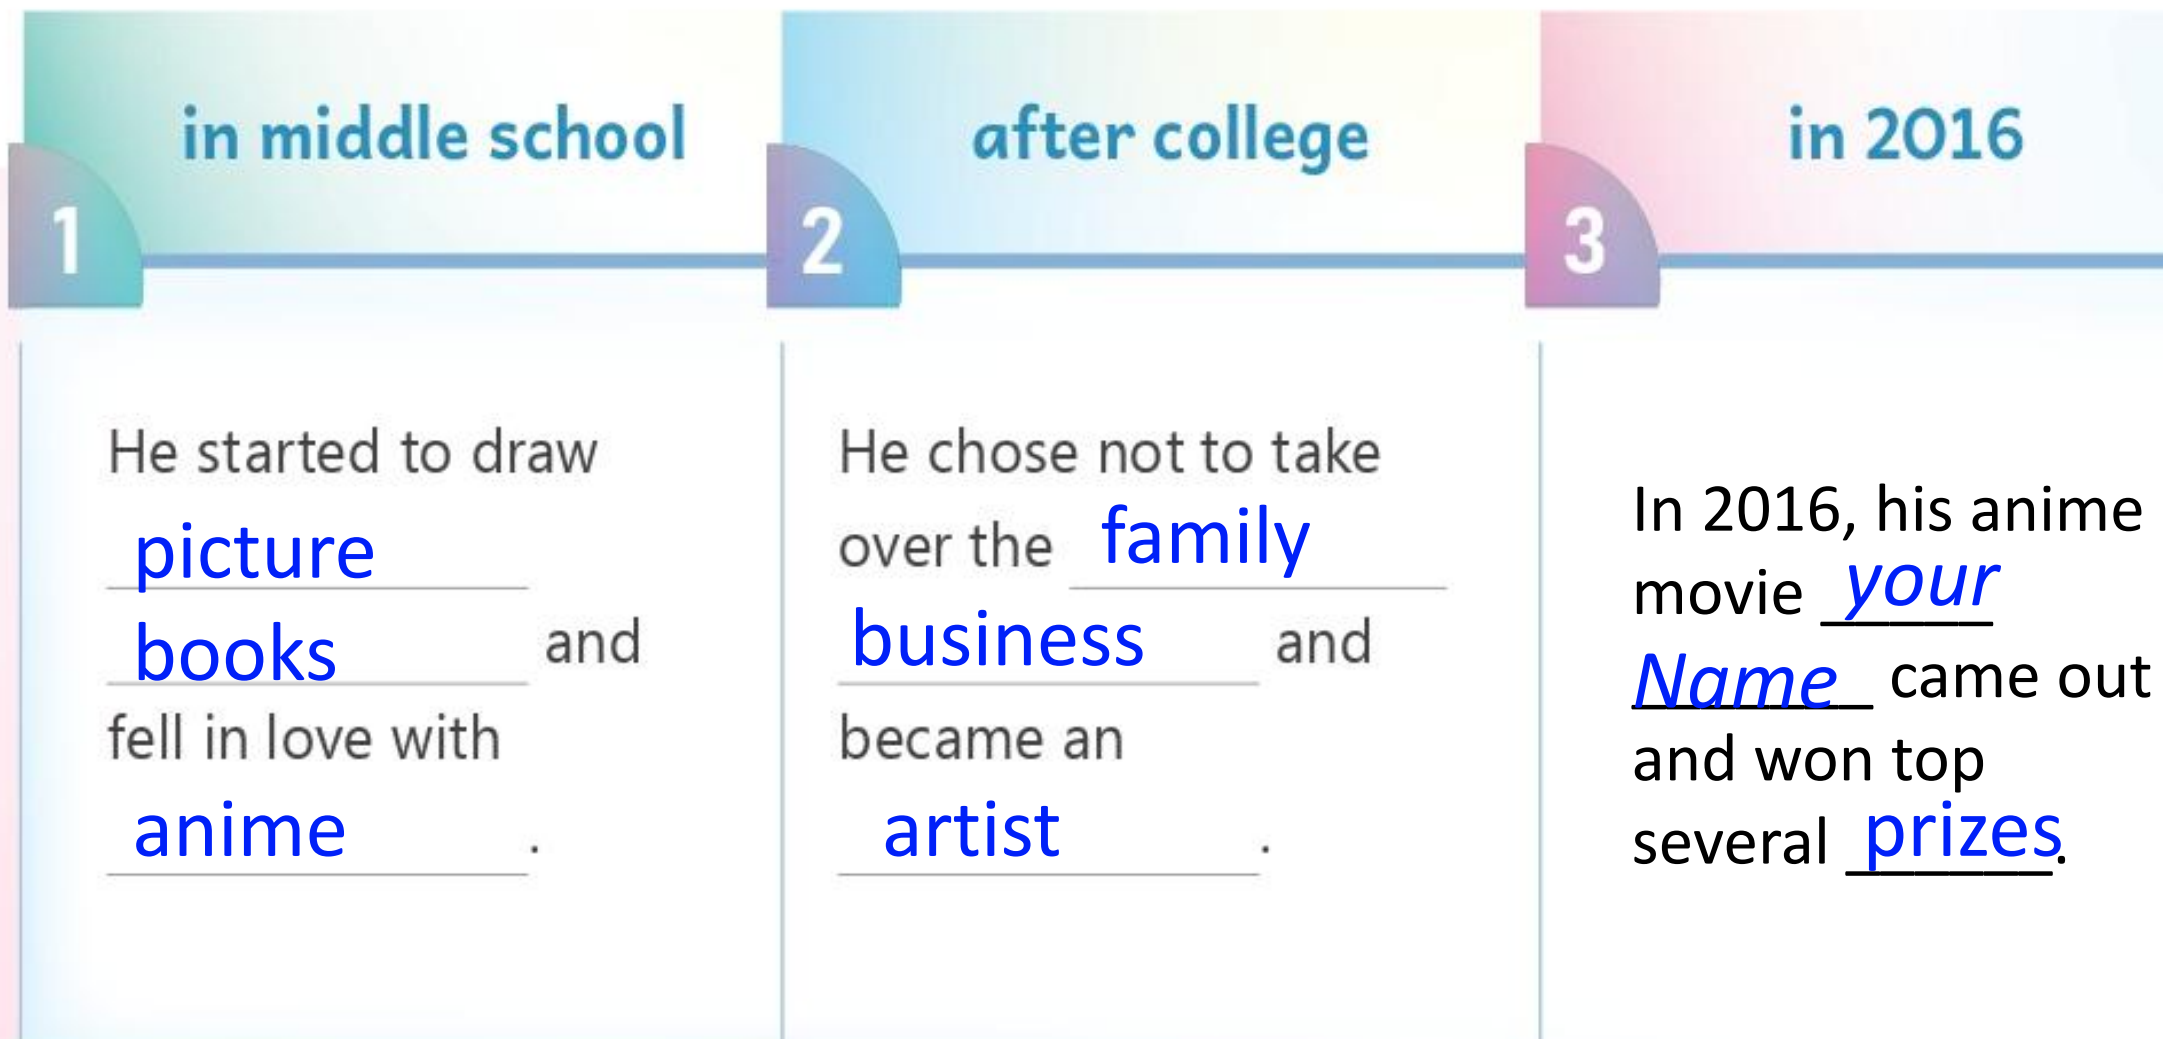 in middle school
1
He started to draw
picture
books and
fell in love with
anime .
after college
2
He chose not to take
over the family
business and
became an
artist .
in 2016
3
In 2016, his anime
movie your
Name came out
and won top
several prizes.